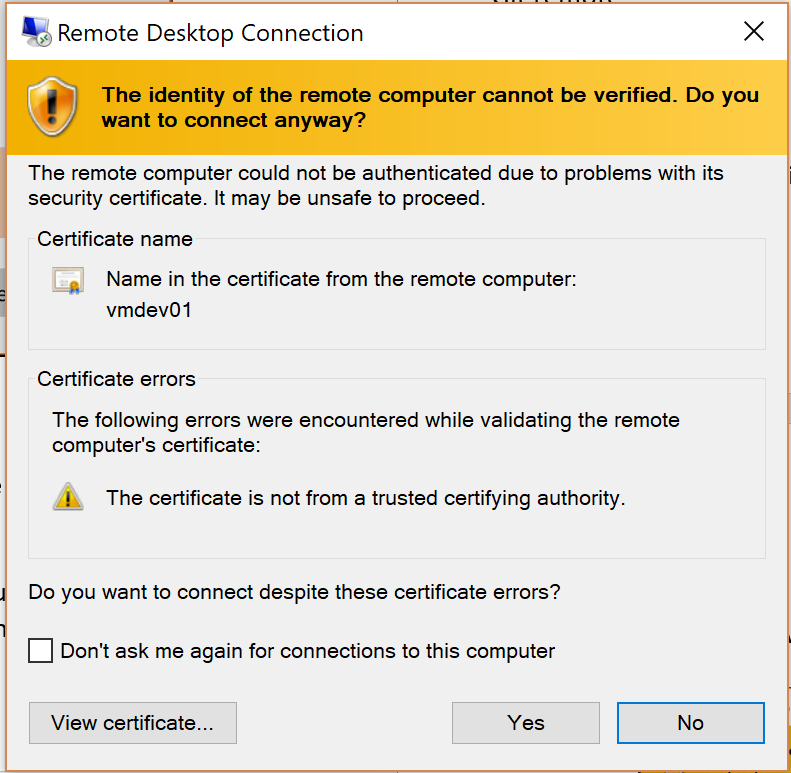 Remote Desktop Connection
The identity of the remote computer cannot be verified. Do you
want to connect anyway?
The remote computer could not be authenticated due to problems with its
security certificate. It may be unsafe to proceed.
Certificate name
Name in the certificate from the remote computer:
vmdev01
Certificate errors
The following errors were encountered while validating the remote
computer's certificate:
The certificate is not from a trusted certifying authority.
Do you want to connect despite these certificate errors?
Don't ask me again for connections to this computer
View certificate...
Yes
No